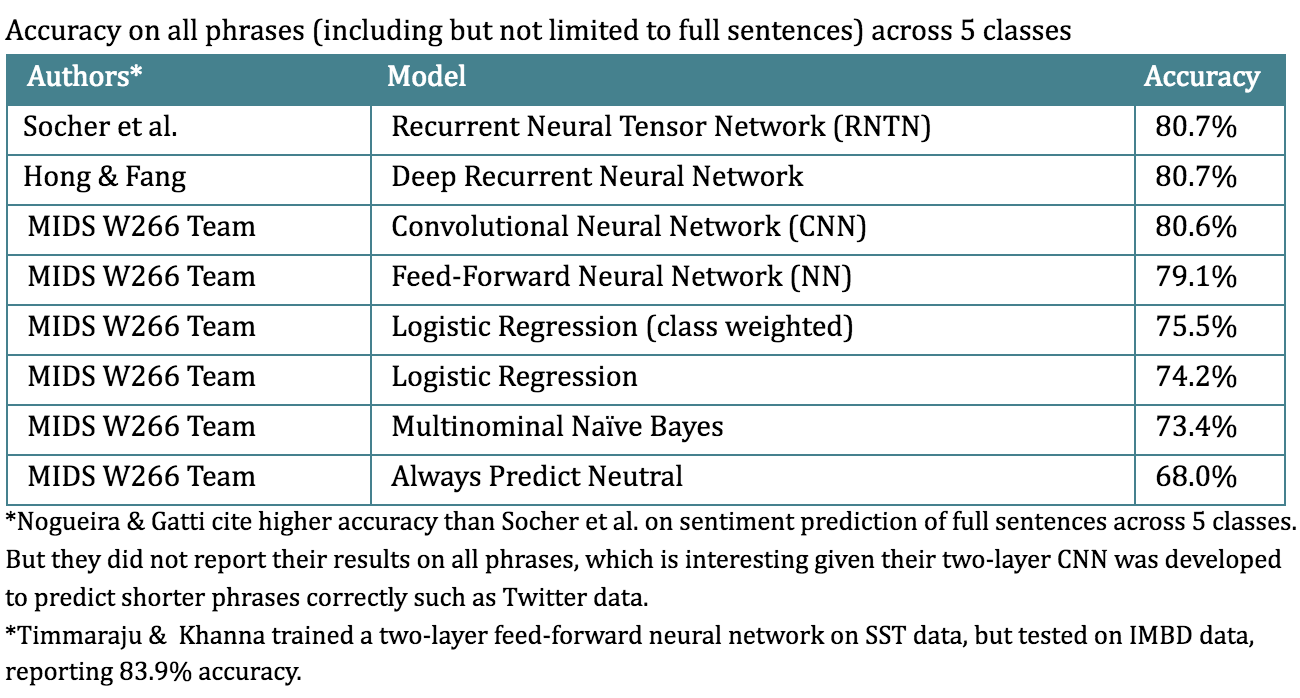 Accuracy on all phrases (including but not limited to full sentences) across 5 classes
Authors* Model Accuracy
Socher et al. Recurrent Neural Tensor Network (RNTN) 80.7%
Hong & Fang Deep Recurrent Neural Network 80.7%
MIDS W266 Team Convolutional Neural Network (CNN) 80.6%
MIDS W266 Team Feed-Forward Neural Network (NN) 79.1%
MIDS W266 Team Logistic Regression (class weighted) 75.5%
MIDS W266 Team Logistic Regression 74.2%
MIDS W266 Team Multinominal Naïve Bayes 73.4%
MIDS W266 Team Always Predict Neutral 68.0%
*Nogueira & Gatti cite higher accuracy than Socher et al. on sentiment prediction of full sentences across 5 classes.
But they did not report their results on all phrases, which is interesting given their two-layer CNN was developed
to predict shorter phrases correctly such as Twitter data.
*Timmaraju & Khanna trained a two-layer feed-forward neural network on SST data, but tested on IMBD data,
reporting 83.9% accuracy.